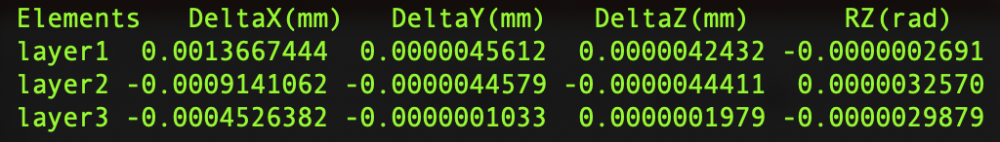 Elements DeltaX(mm) DeltaY(mm) DeltaZ(mm) RZ(rad)
layer1 0.0013667444 0.0000045612 0.0000042432 -0.0000002691
layer2 -0.0009141062 -0.0000044579 -0.0000044411 0.0000032570
layer3 -0.0004526382 -0.0000001033 0.0000001979 -0.0000029879